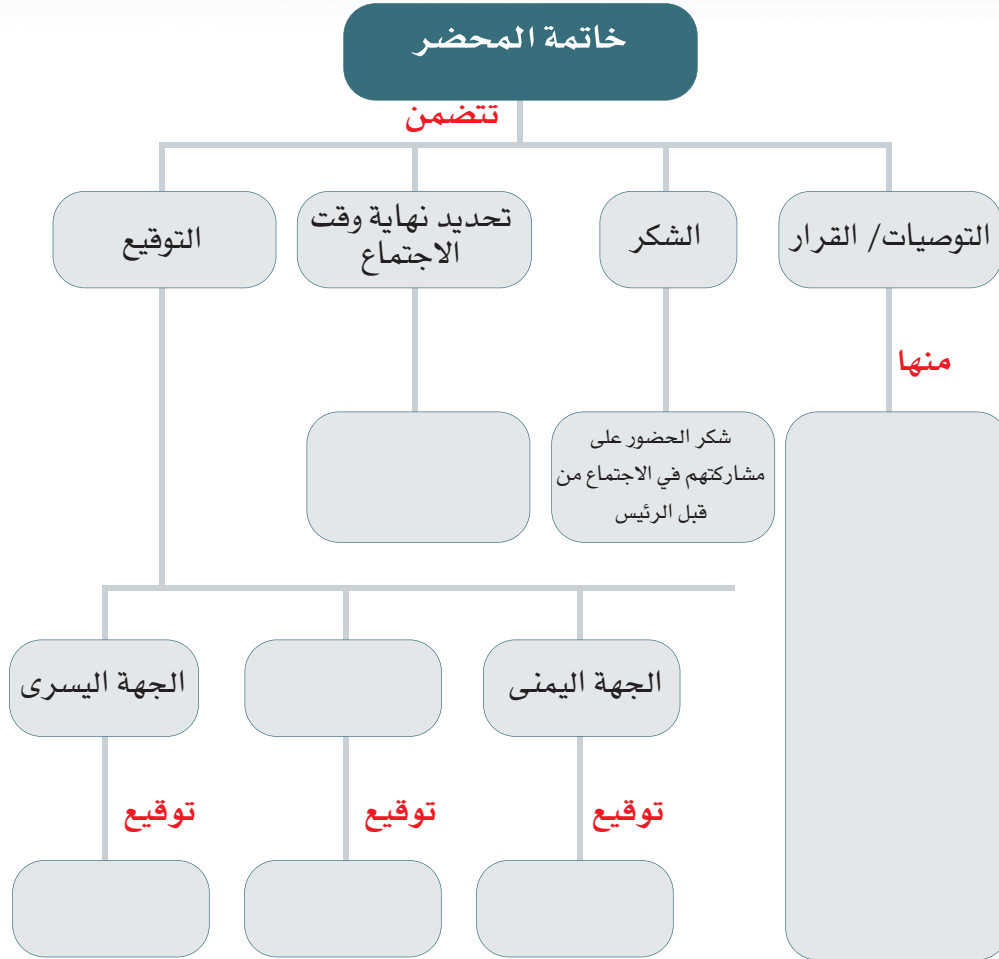 خاتمة المحضر
تتضمن
التوصيات/ القرار
الشكر
تحديد نهاية وقت
الاجتماع
التوقيع
منها
شكر الحضور على
مشاركتهم في الاجتماع من
قبل الرئيس
الجهة اليمنى
الجهة اليسرى
توقيع
توقيع
توقيع